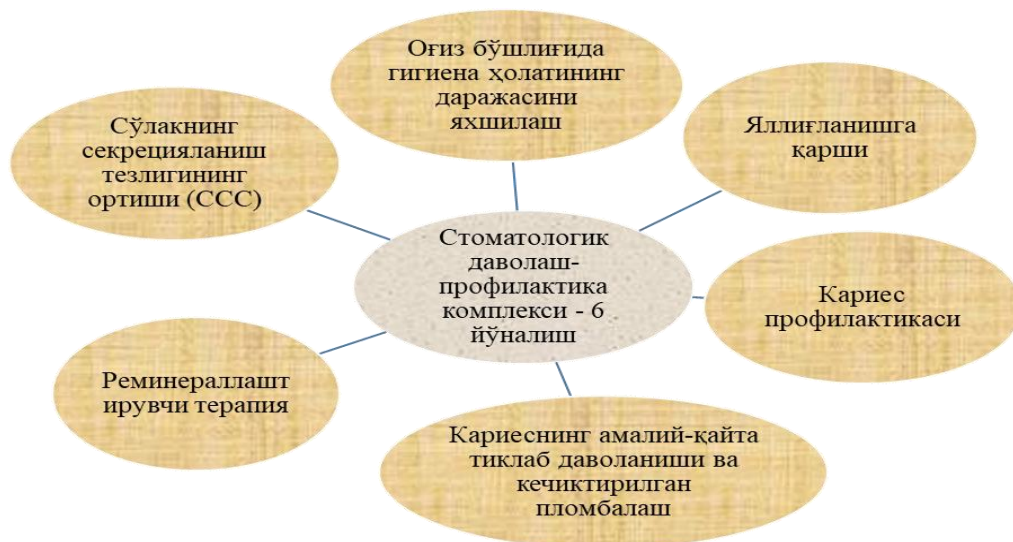 Оғиз бўшлиғида
гигиена ҳолатининг
даражасини
яхшилаш
Сўлакнинг
секрецияланиш
тезлигининг
ортиши (ССС)
Яллиғланишга
қарши
Стоматологик
даволаш-
профилактика
комплекси - 6
йўналиш
Кариес
профилактикаси
Реминераллашт
ирувчи терапия
Кариеснинг амалий-қайта
тиклаб даволаниши ва
кечиктирилган
пломбалаш